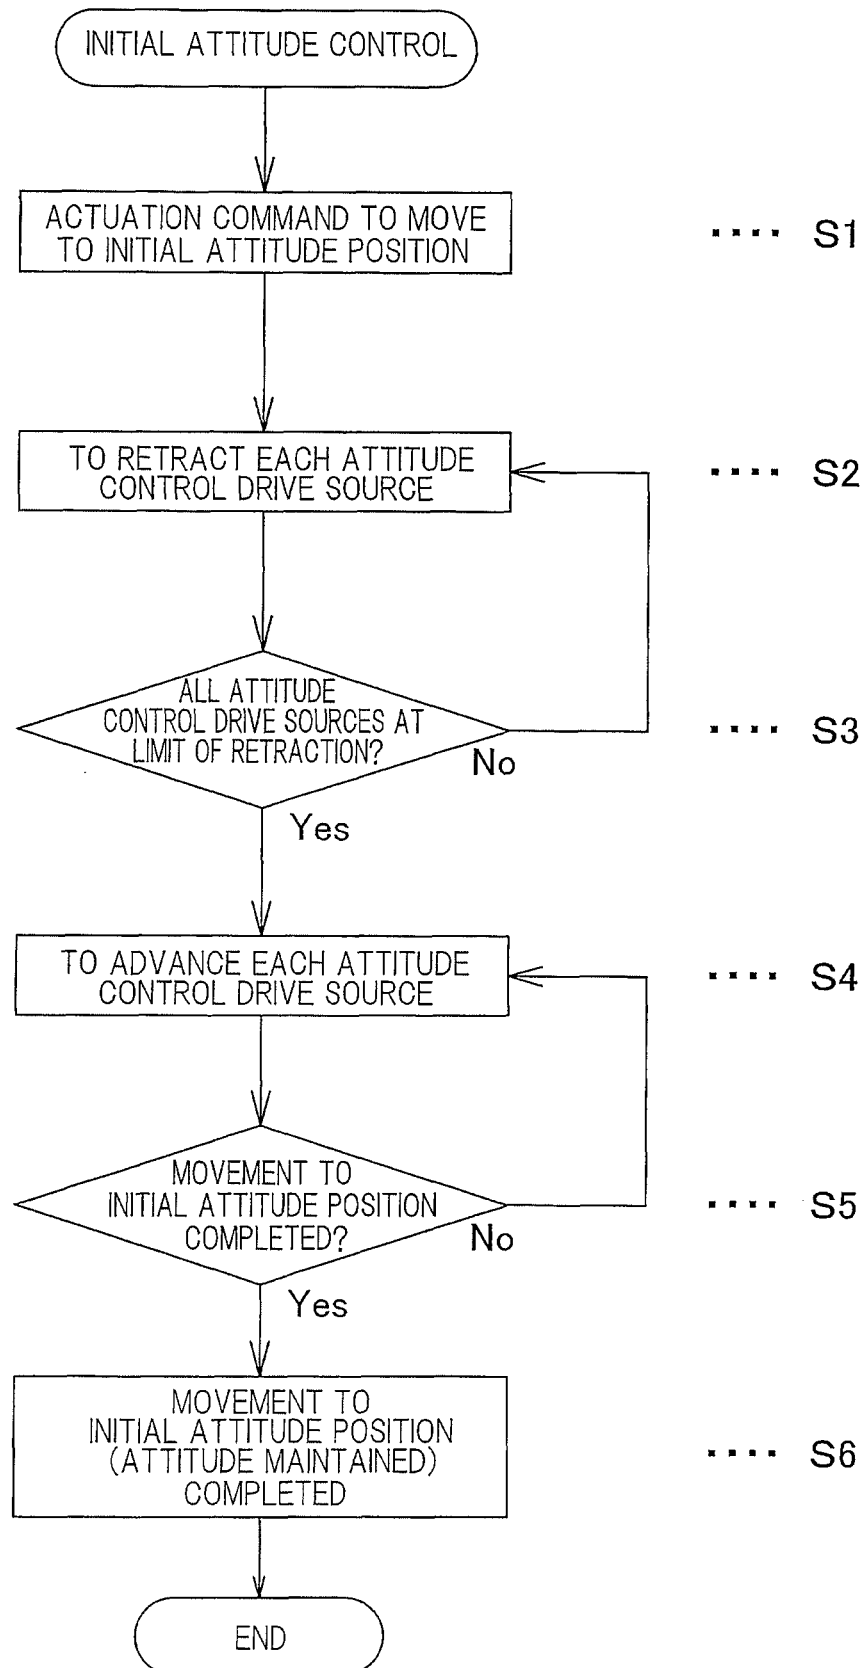 INITIAL ATTITUDE CONTROL
ACTUATION COMMAND TO MOVE
TO INITIAL ATTITUDE POSITION
···· S1
TO RETRACT EACH ATTITUDE
CONTROL DRIVE SOURCE
···· S2
ALL ATTITUDE
CONTROL DRIVE SOURCES AT
LIMIT OF RETRACTION?
···· S3
No
Yes
TO ADVANCE EACH ATTITUDE
CONTROL DRIVE SOURCE
···· S4
MOVEMENT TO
INITIAL ATTITUDE POSITION
COMPLETED?
···· S5
No
Yes
MOVEMENT TO
INITIAL ATTITUDE POSITION
(ATTITUDE MAINTAINED)
COMPLETED
···· S6
END